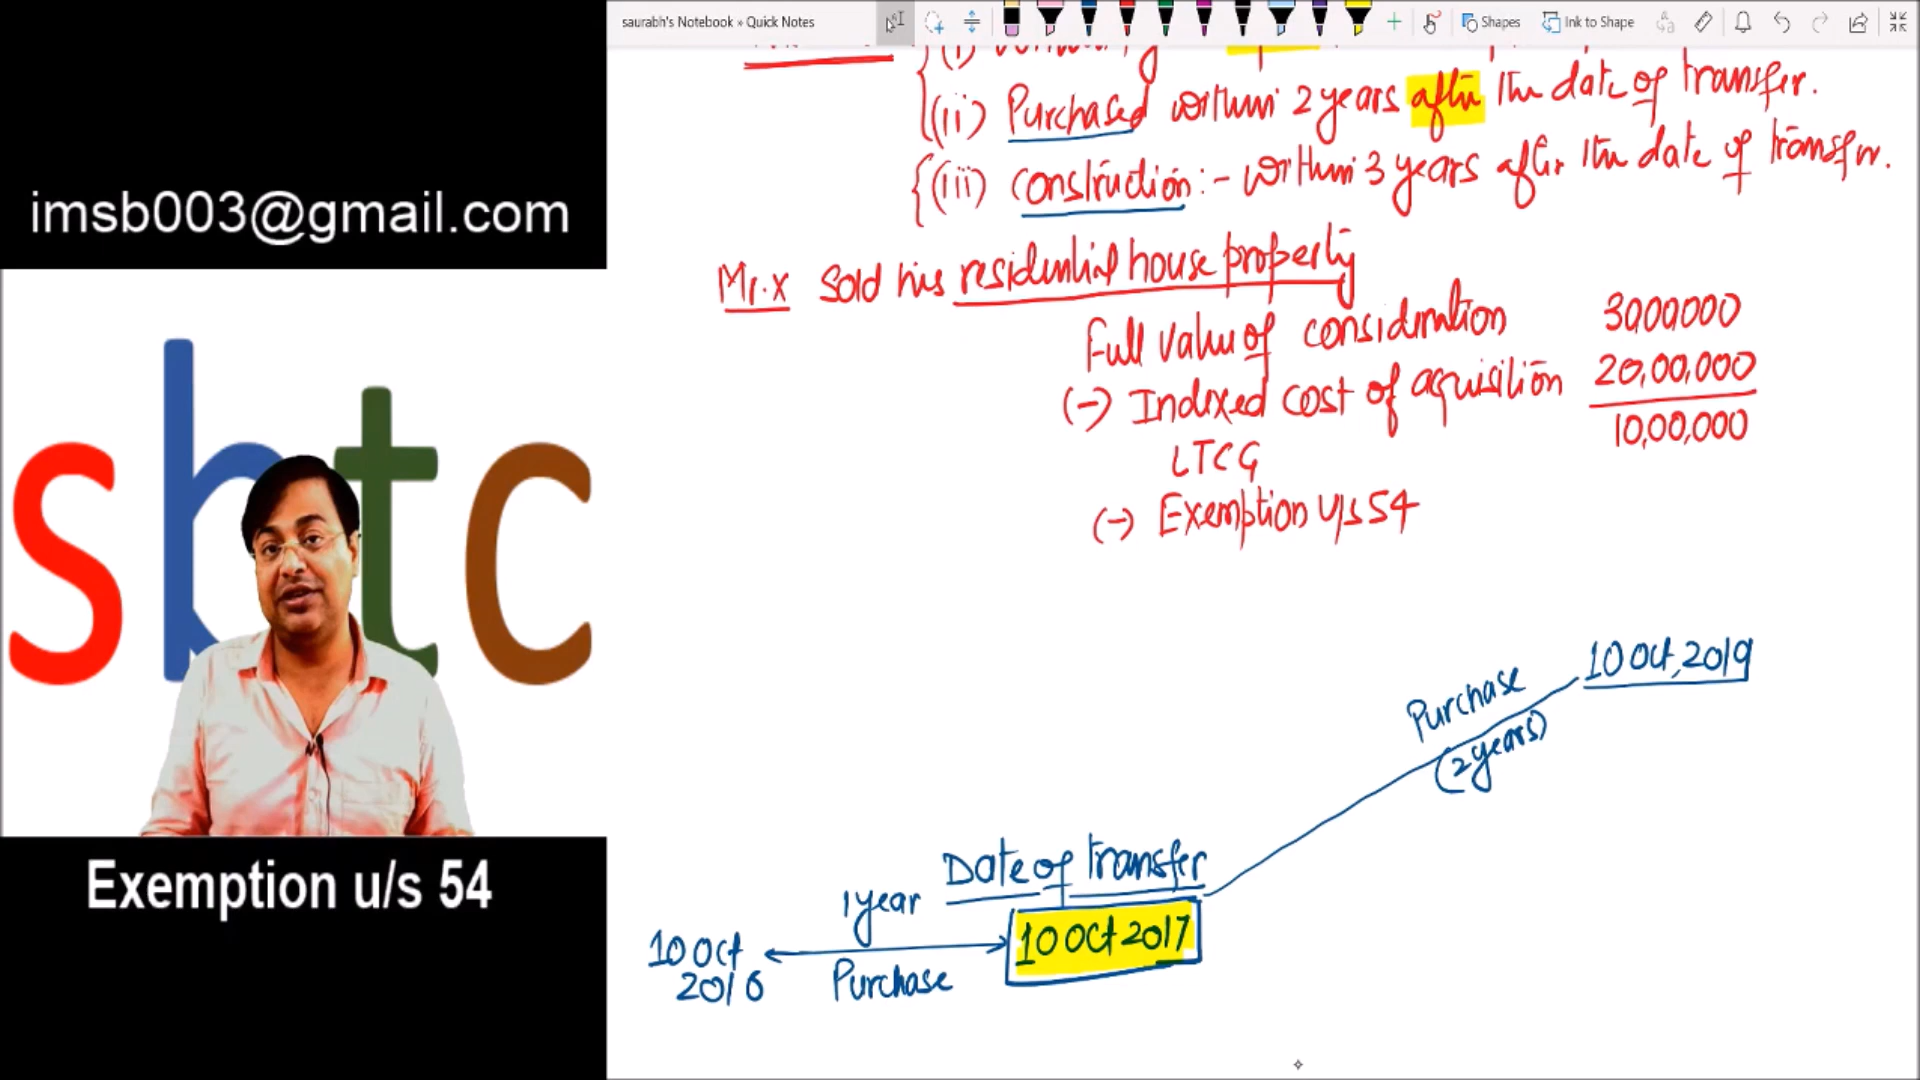 saurabh's Notebook » Quick Notes
Shapes
Ink to Shape
(i)
(ii) Purchased within 2 years after the date of transfer.
(iii) construction :- within 3 years after the date of transfer.
Mr. X sold his residential house property
Full value of consideration 3000000
(-) Indexed cost of acquisition 20,00,000
LTCG 10,00,000
(-) Exemption u/s 54
imsb003@gmail.com
sbtc
Exemption u/s 54
10 Oct, 2019
Purchase
(2 years)
Date of transfer
10 Oct 2017
1 year
Purchase
10 Oct
2016